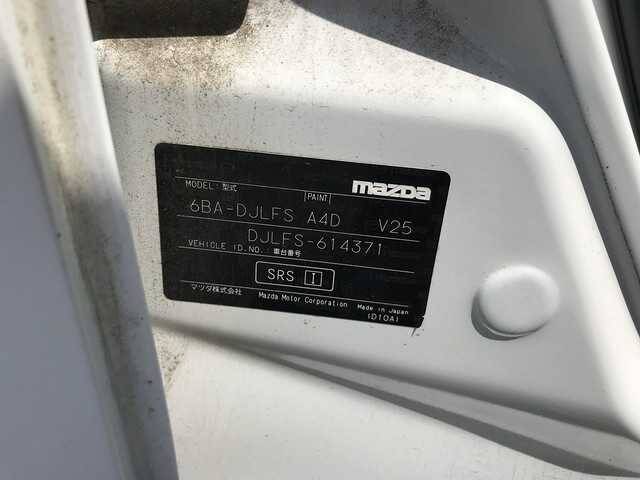 mazda
MODEL: 型式 PAINT
6BA-DJLFS A4D V25
DJLFS-614371
VEHICLE ID.NO.: 車台番号
SRS I
マツダ株式会社 Mazda Motor Corporation Made in Japan
(D10A)